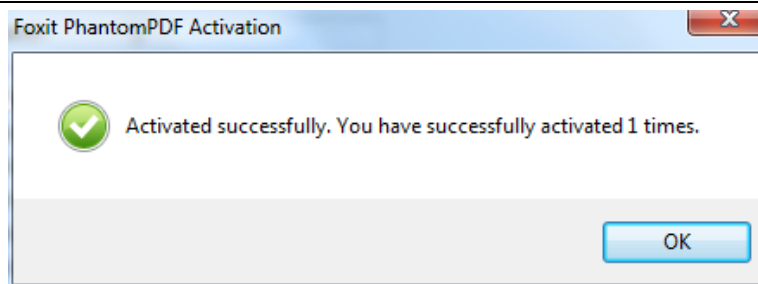 Foxit PhantomPDF Activation
Activated successfully. You have successfully activated 1 times.
OK